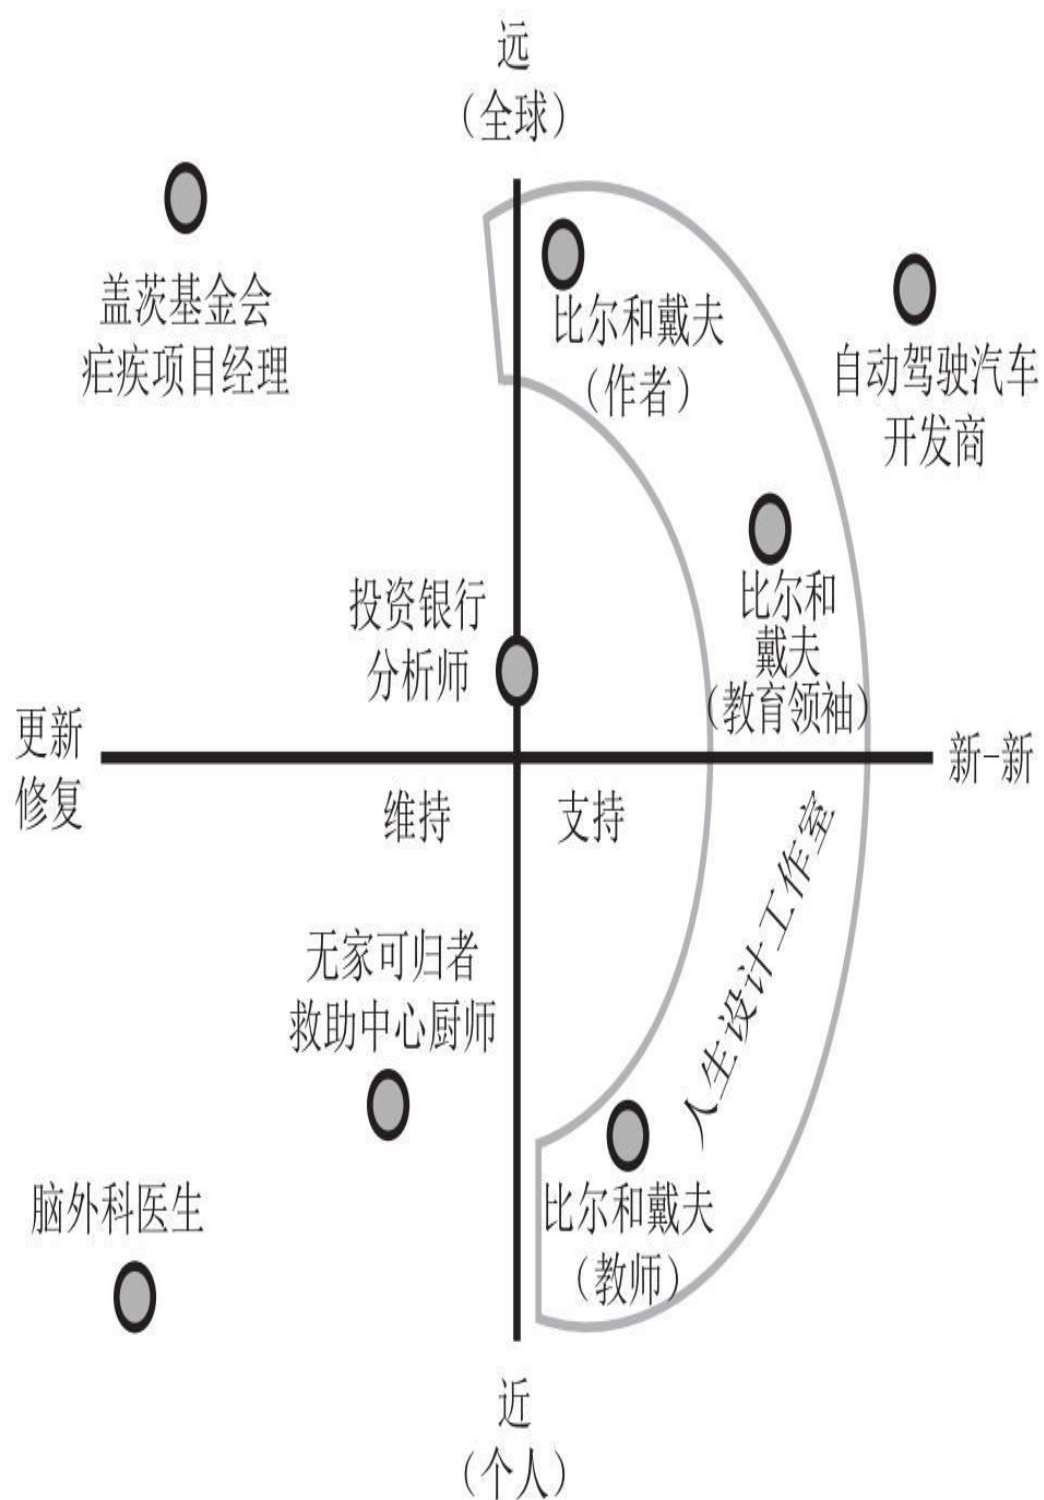 远
（全球）
盖茨基金会
疟疾项目经理
比尔和戴夫
（作者）
自动驾驶汽车
开发商
投资银行
分析师
比尔和
戴夫
（教育领袖）
更新
修复
新-新
维持
支持
人生设计工作室
无家可归者
救助中心厨师
脑外科医生
比尔和戴夫
（教师）
近
（个人）